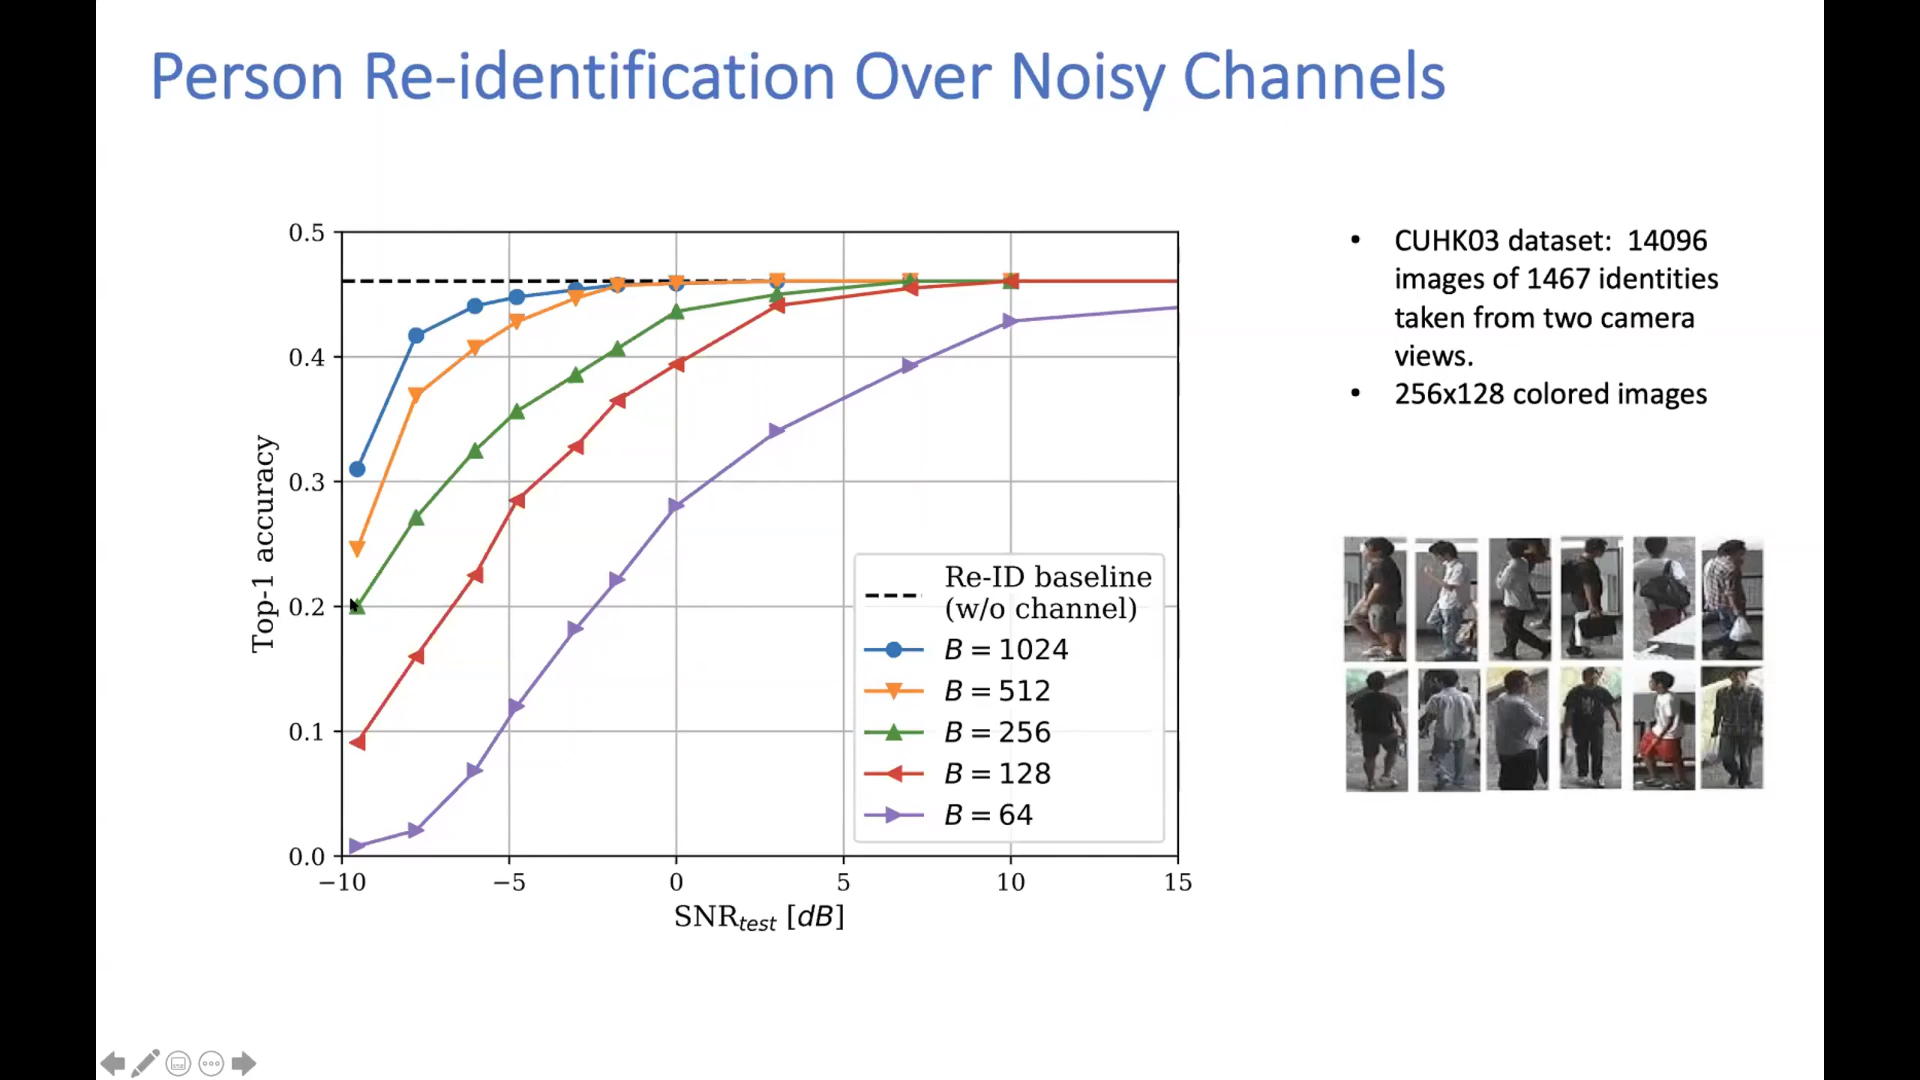 Person Re-identification Over Noisy Channels
0.5
0.4
0.3
0.2
0.1
0.0
Top-1 accuracy
−10
−5
0
5
10
15
SNRtest [dB]
Re-ID baseline
(w/o channel)
B = 1024
B = 512
B = 256
B = 128
B = 64
• CUHK03 dataset: 14096
images of 1467 identities
taken from two camera
views.
• 256x128 colored images